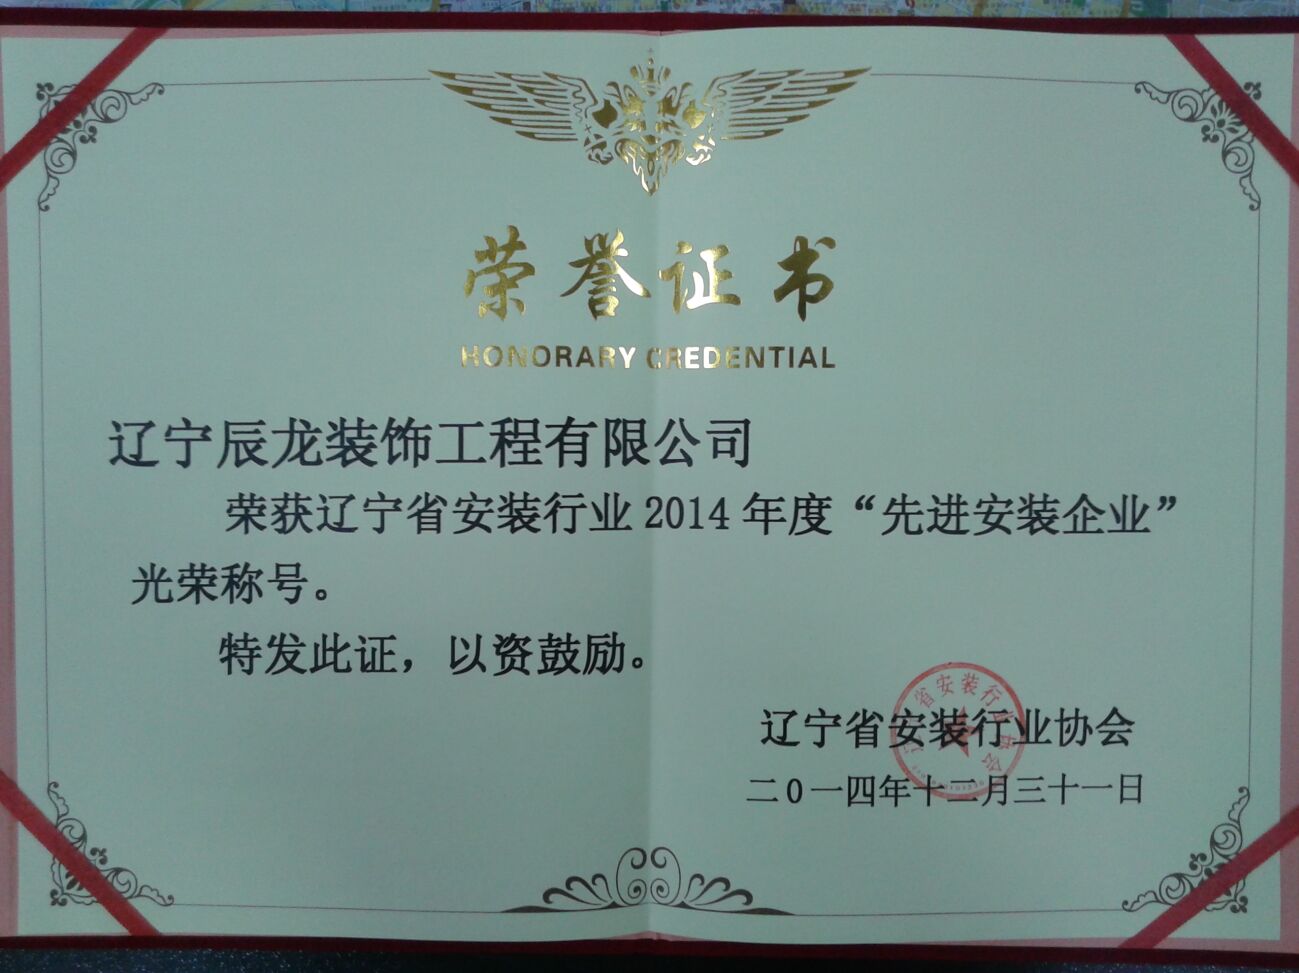 荣誉证书
HONORARY CREDENTIAL
辽宁辰龙装饰工程有限公司
荣获辽宁省安装行业2014年度“先进安装企业”
光荣称号。
特发此证，以资鼓励。
辽宁省安装行业协会
二0一四年十二月三十一日